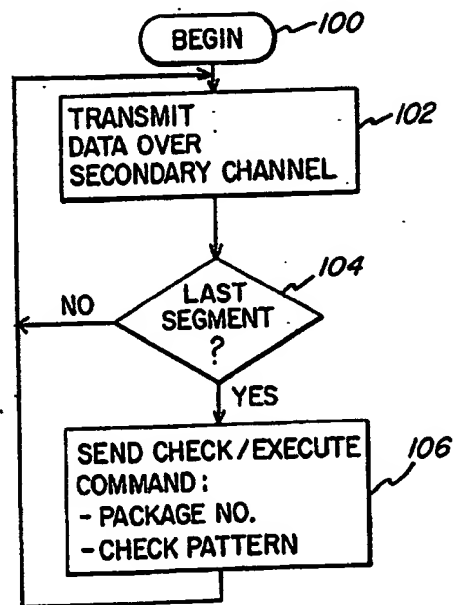 BEGIN
100
TRANSMIT
DATA OVER
SECONDARY CHANNEL
102
LAST
SEGMENT
?
104
NO
YES
SEND CHECK/EXECUTE
COMMAND:
- PACKAGE NO.
- CHECK PATTERN
106